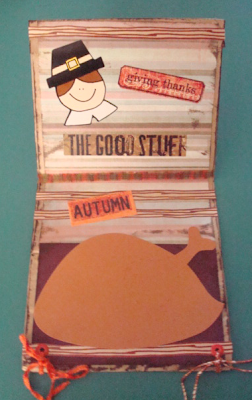 giving thanks
THE GOOD STUFF
AUTUMN